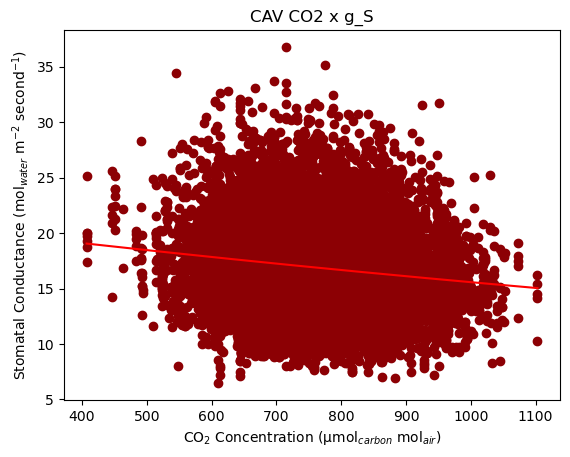 CAV CO2 x g_S
Stomatal Conductance (mol_water m⁻² second⁻¹)
35
30
25
20
15
10
5
400 500 600 700 800 900 1000 1100
CO₂ Concentration (μmol_carbon mol_air)